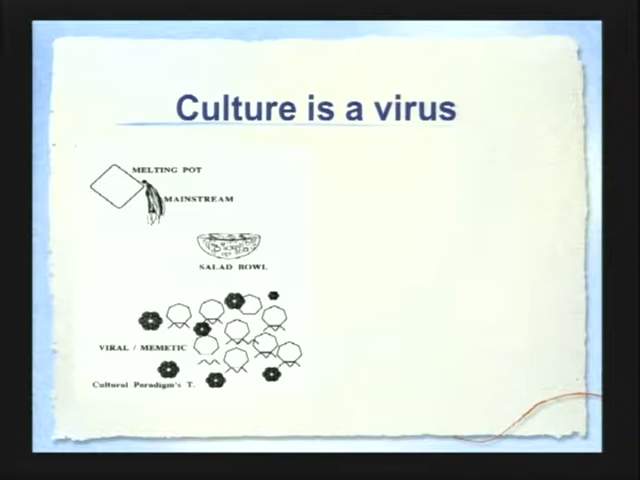 Culture is a virus
MELTING POT
MAINSTREAM
SALAD BOWL
VIRAL / MEMETIC
Cultural Paradigm's T.